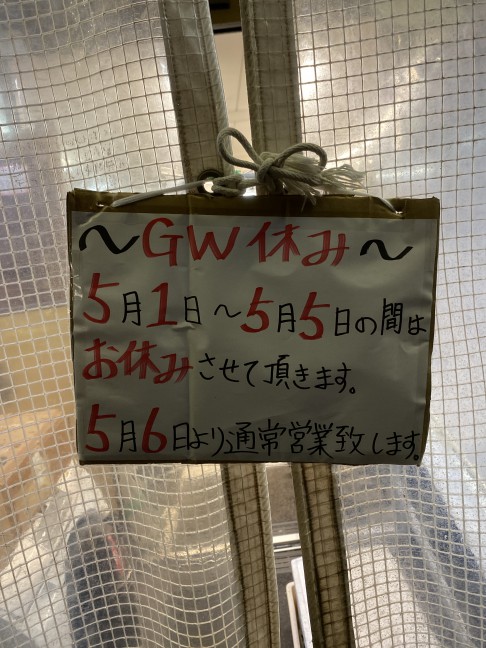 〜GW休み〜
5月1日〜5月5日の間は
お休みさせて頂きます。
5月6日より通常営業致します。